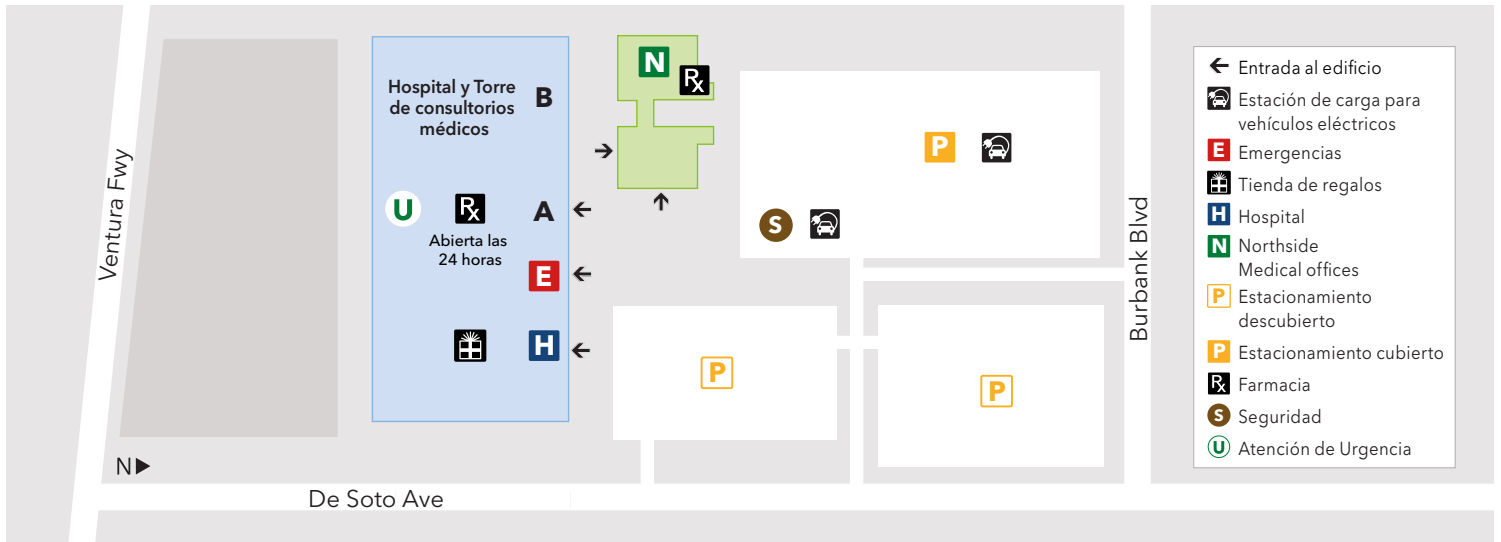 Ventura Fwy
Hospital y Torre
de consultorios
médicos
B
N
Rx
U
Rx
A
Abierta las
24 horas
E
H
P
S
P
P
Burbank Blvd
N
De Soto Ave
Entrada al edificio
Estación de carga para
vehículos eléctricos
E Emergencias
Tienda de regalos
H Hospital
N Northside
Medical offices
P Estacionamiento
descubierto
P Estacionamiento cubierto
Rx Farmacia
S Seguridad
U Atención de Urgencia